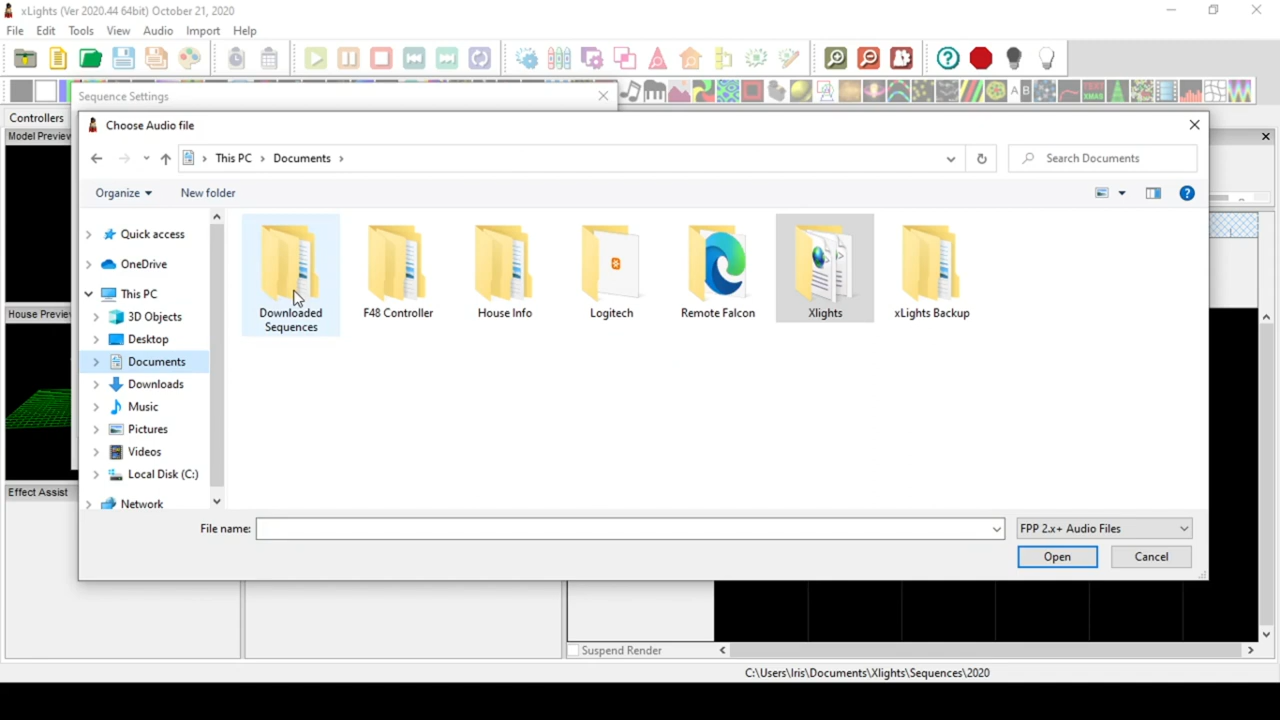 xLights (Ver 2020.44 64bit) October 21, 2020
File Edit Tools View Audio Import Help
Sequence Settings
Controllers
Model Preview
Choose Audio file
This PC > Documents >
Search Documents
Organize
New folder
Quick access
OneDrive
This PC
3D Objects
Desktop
Documents
Downloads
Music
Pictures
Videos
Local Disk (C:)
Network
Downloaded
Sequences
F48 Controller
House Info
Logitech
Remote Falcon
Xlights
xLights Backup
House Preview
Effect Assist
File name:
FPP 2.x+ Audio Files
Open
Cancel
Suspend Render
C:\Users\Iris\Documents\Xlights\Sequences\2020